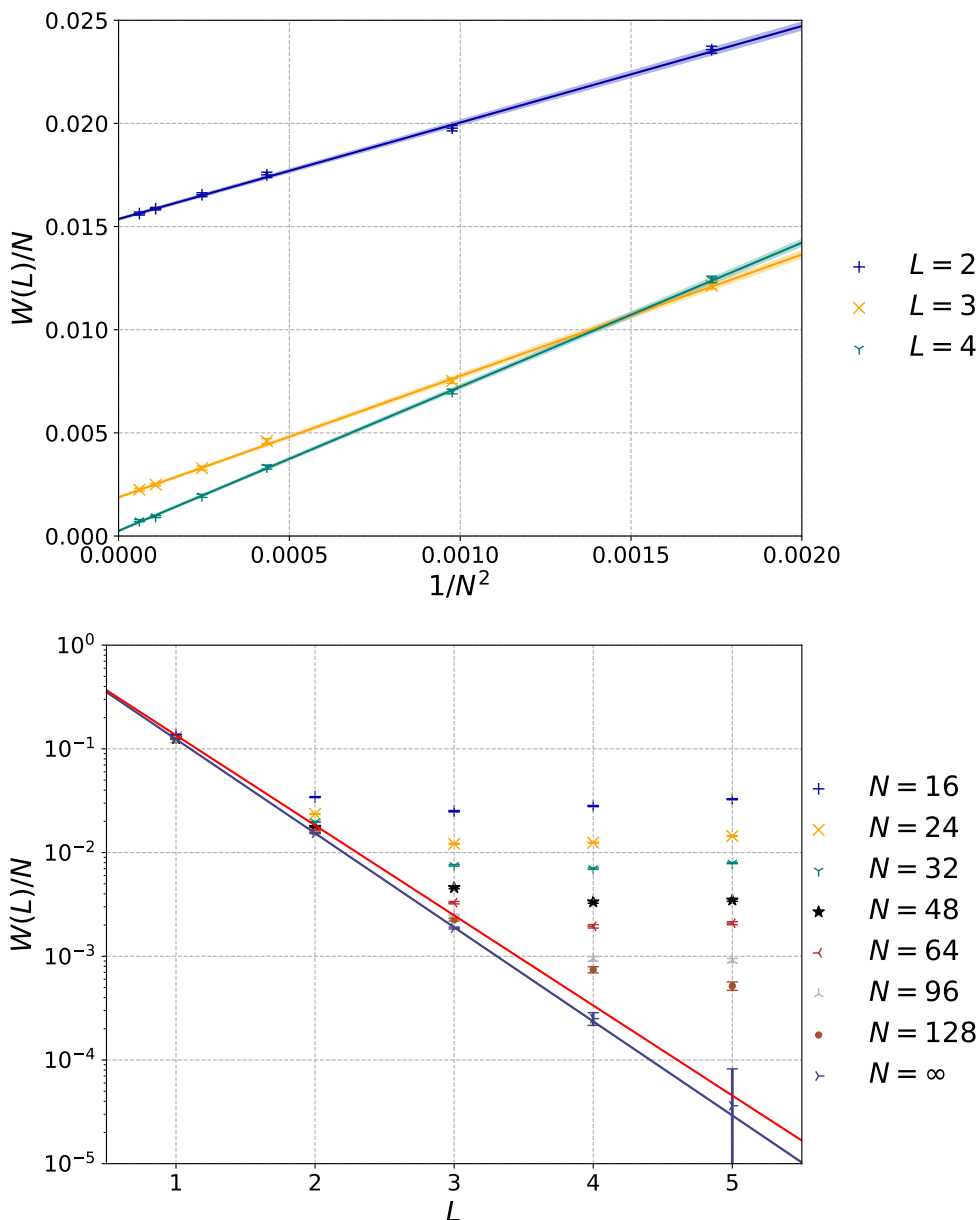 0.025
0.020
0.015
0.010
0.005
0.000
W(L)/N
0.0000 0.0005 0.0010 0.0015 0.0020
1/N²
L = 2
L = 3
L = 4
10⁰
10⁻¹
10⁻²
10⁻³
10⁻⁴
10⁻⁵
W(L)/N
1 2 3 4 5
L
N = 16
N = 24
N = 32
N = 48
N = 64
N = 96
N = 128
N = ∞